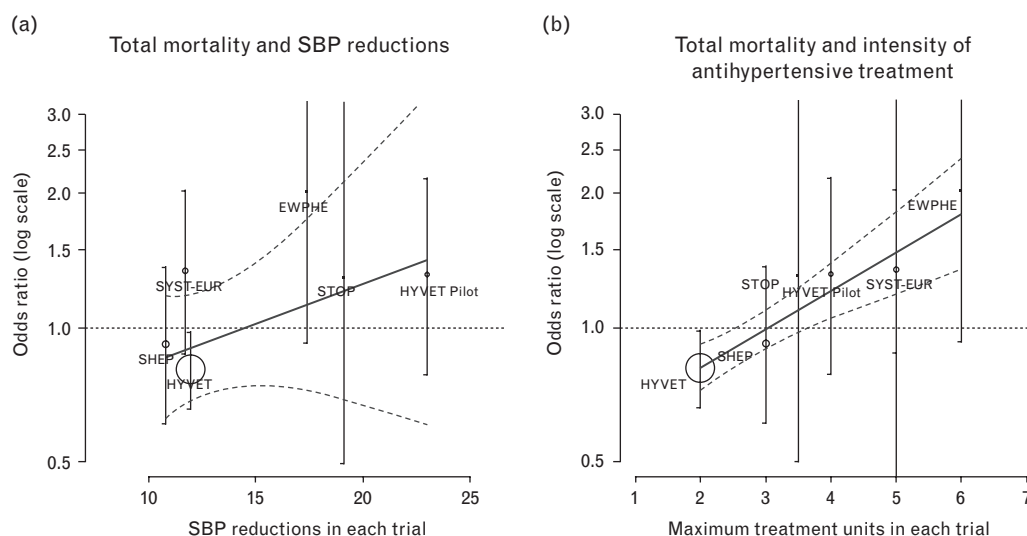 (a)
Total mortality and SBP reductions
Odds ratio (log scale)
3.0
2.5
2.0
1.5
1.0
0.5
EWPHE
SYST-EUR
STOP
HYVET Pilot
SHEP
HYVET
10
15
20
25
SBP reductions in each trial
(b)
Total mortality and intensity of
antihypertensive treatment
Odds ratio (log scale)
3.0
2.5
2.0
1.5
1.0
0.5
EWPHE
STOP
HYVET Pilot
SYST-EUR
SHEP
HYVET
1
2
3
4
5
6
7
Maximum treatment units in each trial